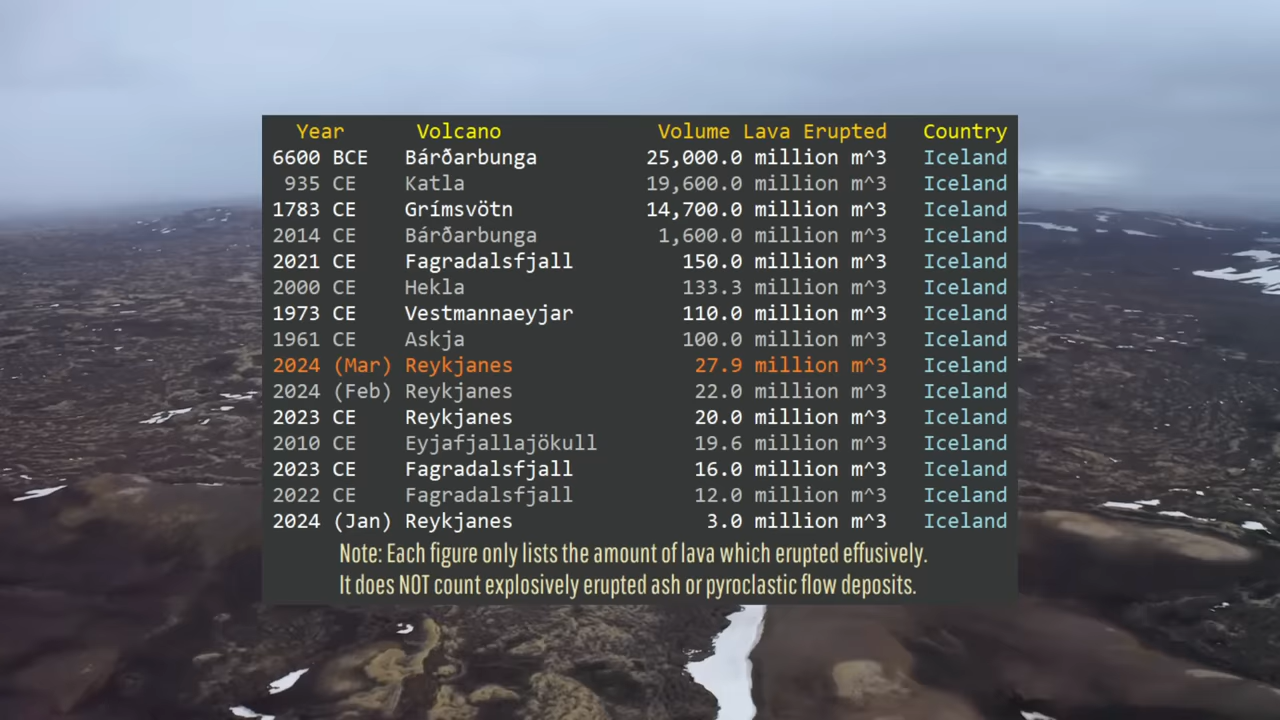 Year Volcano Volume Lava Erupted Country
6600 BCE Bárðarbunga 25,000.0 million m^3 Iceland
935 CE Katla 19,600.0 million m^3 Iceland
1783 CE Grímsvötn 14,700.0 million m^3 Iceland
2014 CE Bárðarbunga 1,600.0 million m^3 Iceland
2021 CE Fagradalsfjall 150.0 million m^3 Iceland
2000 CE Hekla 133.3 million m^3 Iceland
1973 CE Vestmannaeyjar 110.0 million m^3 Iceland
1961 CE Askja 100.0 million m^3 Iceland
2024 (Mar) Reykjanes 27.9 million m^3 Iceland
2024 (Feb) Reykjanes 22.0 million m^3 Iceland
2023 CE Reykjanes 20.0 million m^3 Iceland
2010 CE Eyjafjallajökull 19.6 million m^3 Iceland
2023 CE Fagradalsfjall 16.0 million m^3 Iceland
2022 CE Fagradalsfjall 12.0 million m^3 Iceland
2024 (Jan) Reykjanes 3.0 million m^3 Iceland
Note: Each figure only lists the amount of lava which erupted effusively.
It does NOT count explosively erupted ash or pyroclastic flow deposits.